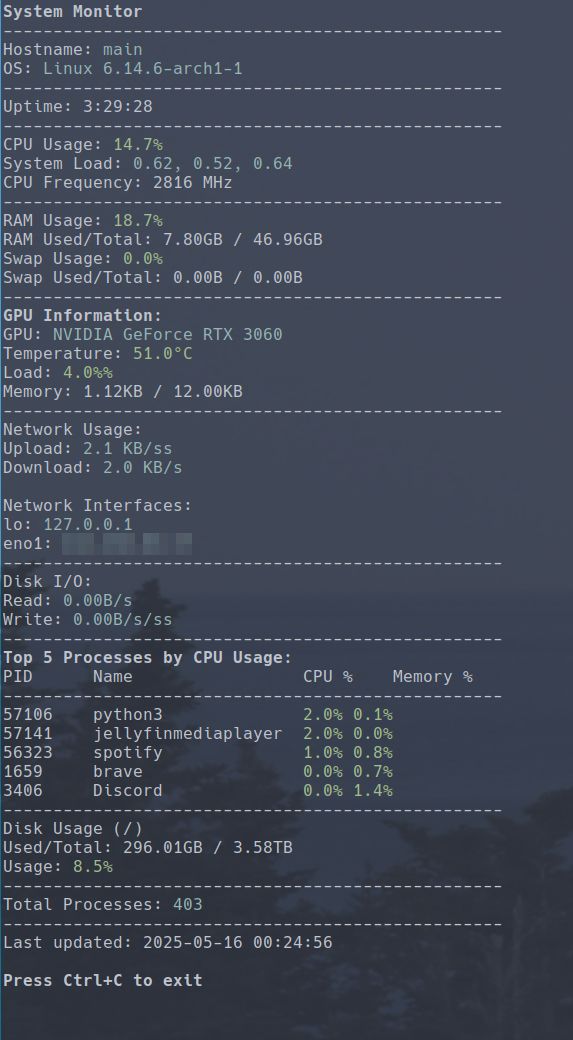 System Monitor
--------------------------------------------------
Hostname: main
OS: Linux 6.14.6-arch1-1
--------------------------------------------------
Uptime: 3:29:28
--------------------------------------------------
CPU Usage: 14.7%
System Load: 0.62, 0.52, 0.64
CPU Frequency: 2816 MHz
--------------------------------------------------
RAM Usage: 18.7%
RAM Used/Total: 7.80GB / 46.96GB
Swap Usage: 0.0%
Swap Used/Total: 0.00B / 0.00B
--------------------------------------------------
GPU Information:
GPU: NVIDIA GeForce RTX 3060
Temperature: 51.0°C
Load: 4.0%%
Memory: 1.12KB / 12.00KB
--------------------------------------------------
Network Usage:
Upload: 2.1 KB/ss
Download: 2.0 KB/s

Network Interfaces:
lo: 127.0.0.1
eno1:
--------------------------------------------------
Disk I/O:
Read: 0.00B/s
Write: 0.00B/s/ss
--------------------------------------------------
Top 5 Processes by CPU Usage:
PID      Name                 CPU %    Memory %
--------------------------------------------------
57106    python3              2.0% 0.1%
57141    jellyfinmediaplayer  2.0% 0.0%
56323    spotify              1.0% 0.8%
1659     brave                0.0% 0.7%
3406     Discord              0.0% 1.4%
--------------------------------------------------
Disk Usage (/)
Used/Total: 296.01GB / 3.58TB
Usage: 8.5%
--------------------------------------------------
Total Processes: 403
--------------------------------------------------
Last updated: 2025-05-16 00:24:56

Press Ctrl+C to exit